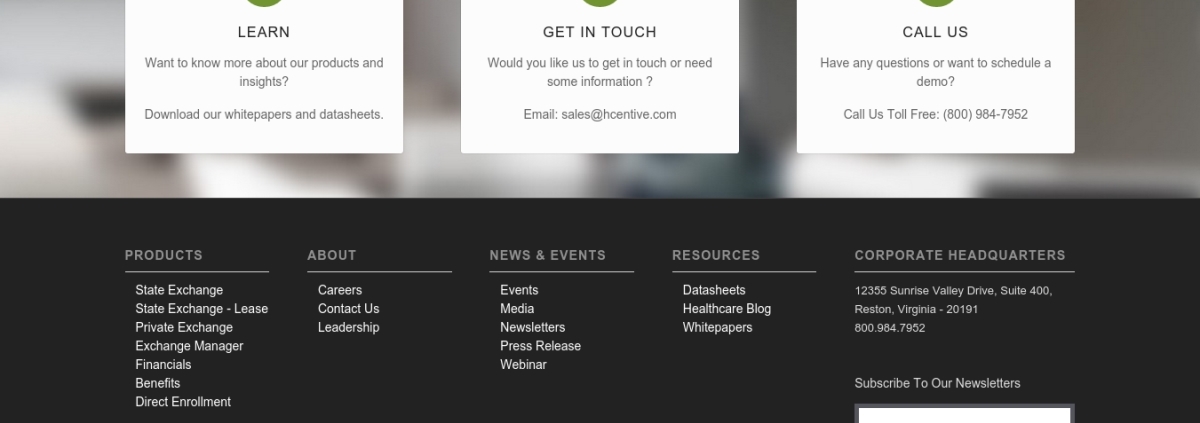 LEARN
Want to know more about our products and
insights?
Download our whitepapers and datasheets.
GET IN TOUCH
Would you like us to get in touch or need
some information ?
Email: sales@hcentive.com
CALL US
Have any questions or want to schedule a
demo?
Call Us Toll Free: (800) 984-7952
PRODUCTS
State Exchange
State Exchange - Lease
Private Exchange
Exchange Manager
Financials
Benefits
Direct Enrollment
ABOUT
Careers
Contact Us
Leadership
NEWS & EVENTS
Events
Media
Newsletters
Press Release
Webinar
RESOURCES
Datasheets
Healthcare Blog
Whitepapers
CORPORATE HEADQUARTERS
12355 Sunrise Valley Drive, Suite 400,
Reston, Virginia - 20191
800.984.7952
Subscribe To Our Newsletters